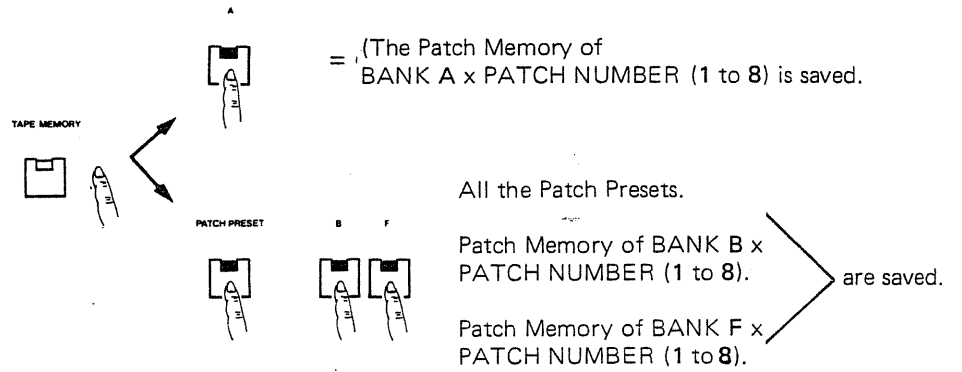 A
= (The Patch Memory of
BANK A x PATCH NUMBER (1 to 8) is saved.
TAPE MEMORY
PATCH PRESET B F
All the Patch Presets.
Patch Memory of BANK B x
PATCH NUMBER (1 to 8).
are saved.
Patch Memory of BANK F x
PATCH NUMBER (1 to 8).